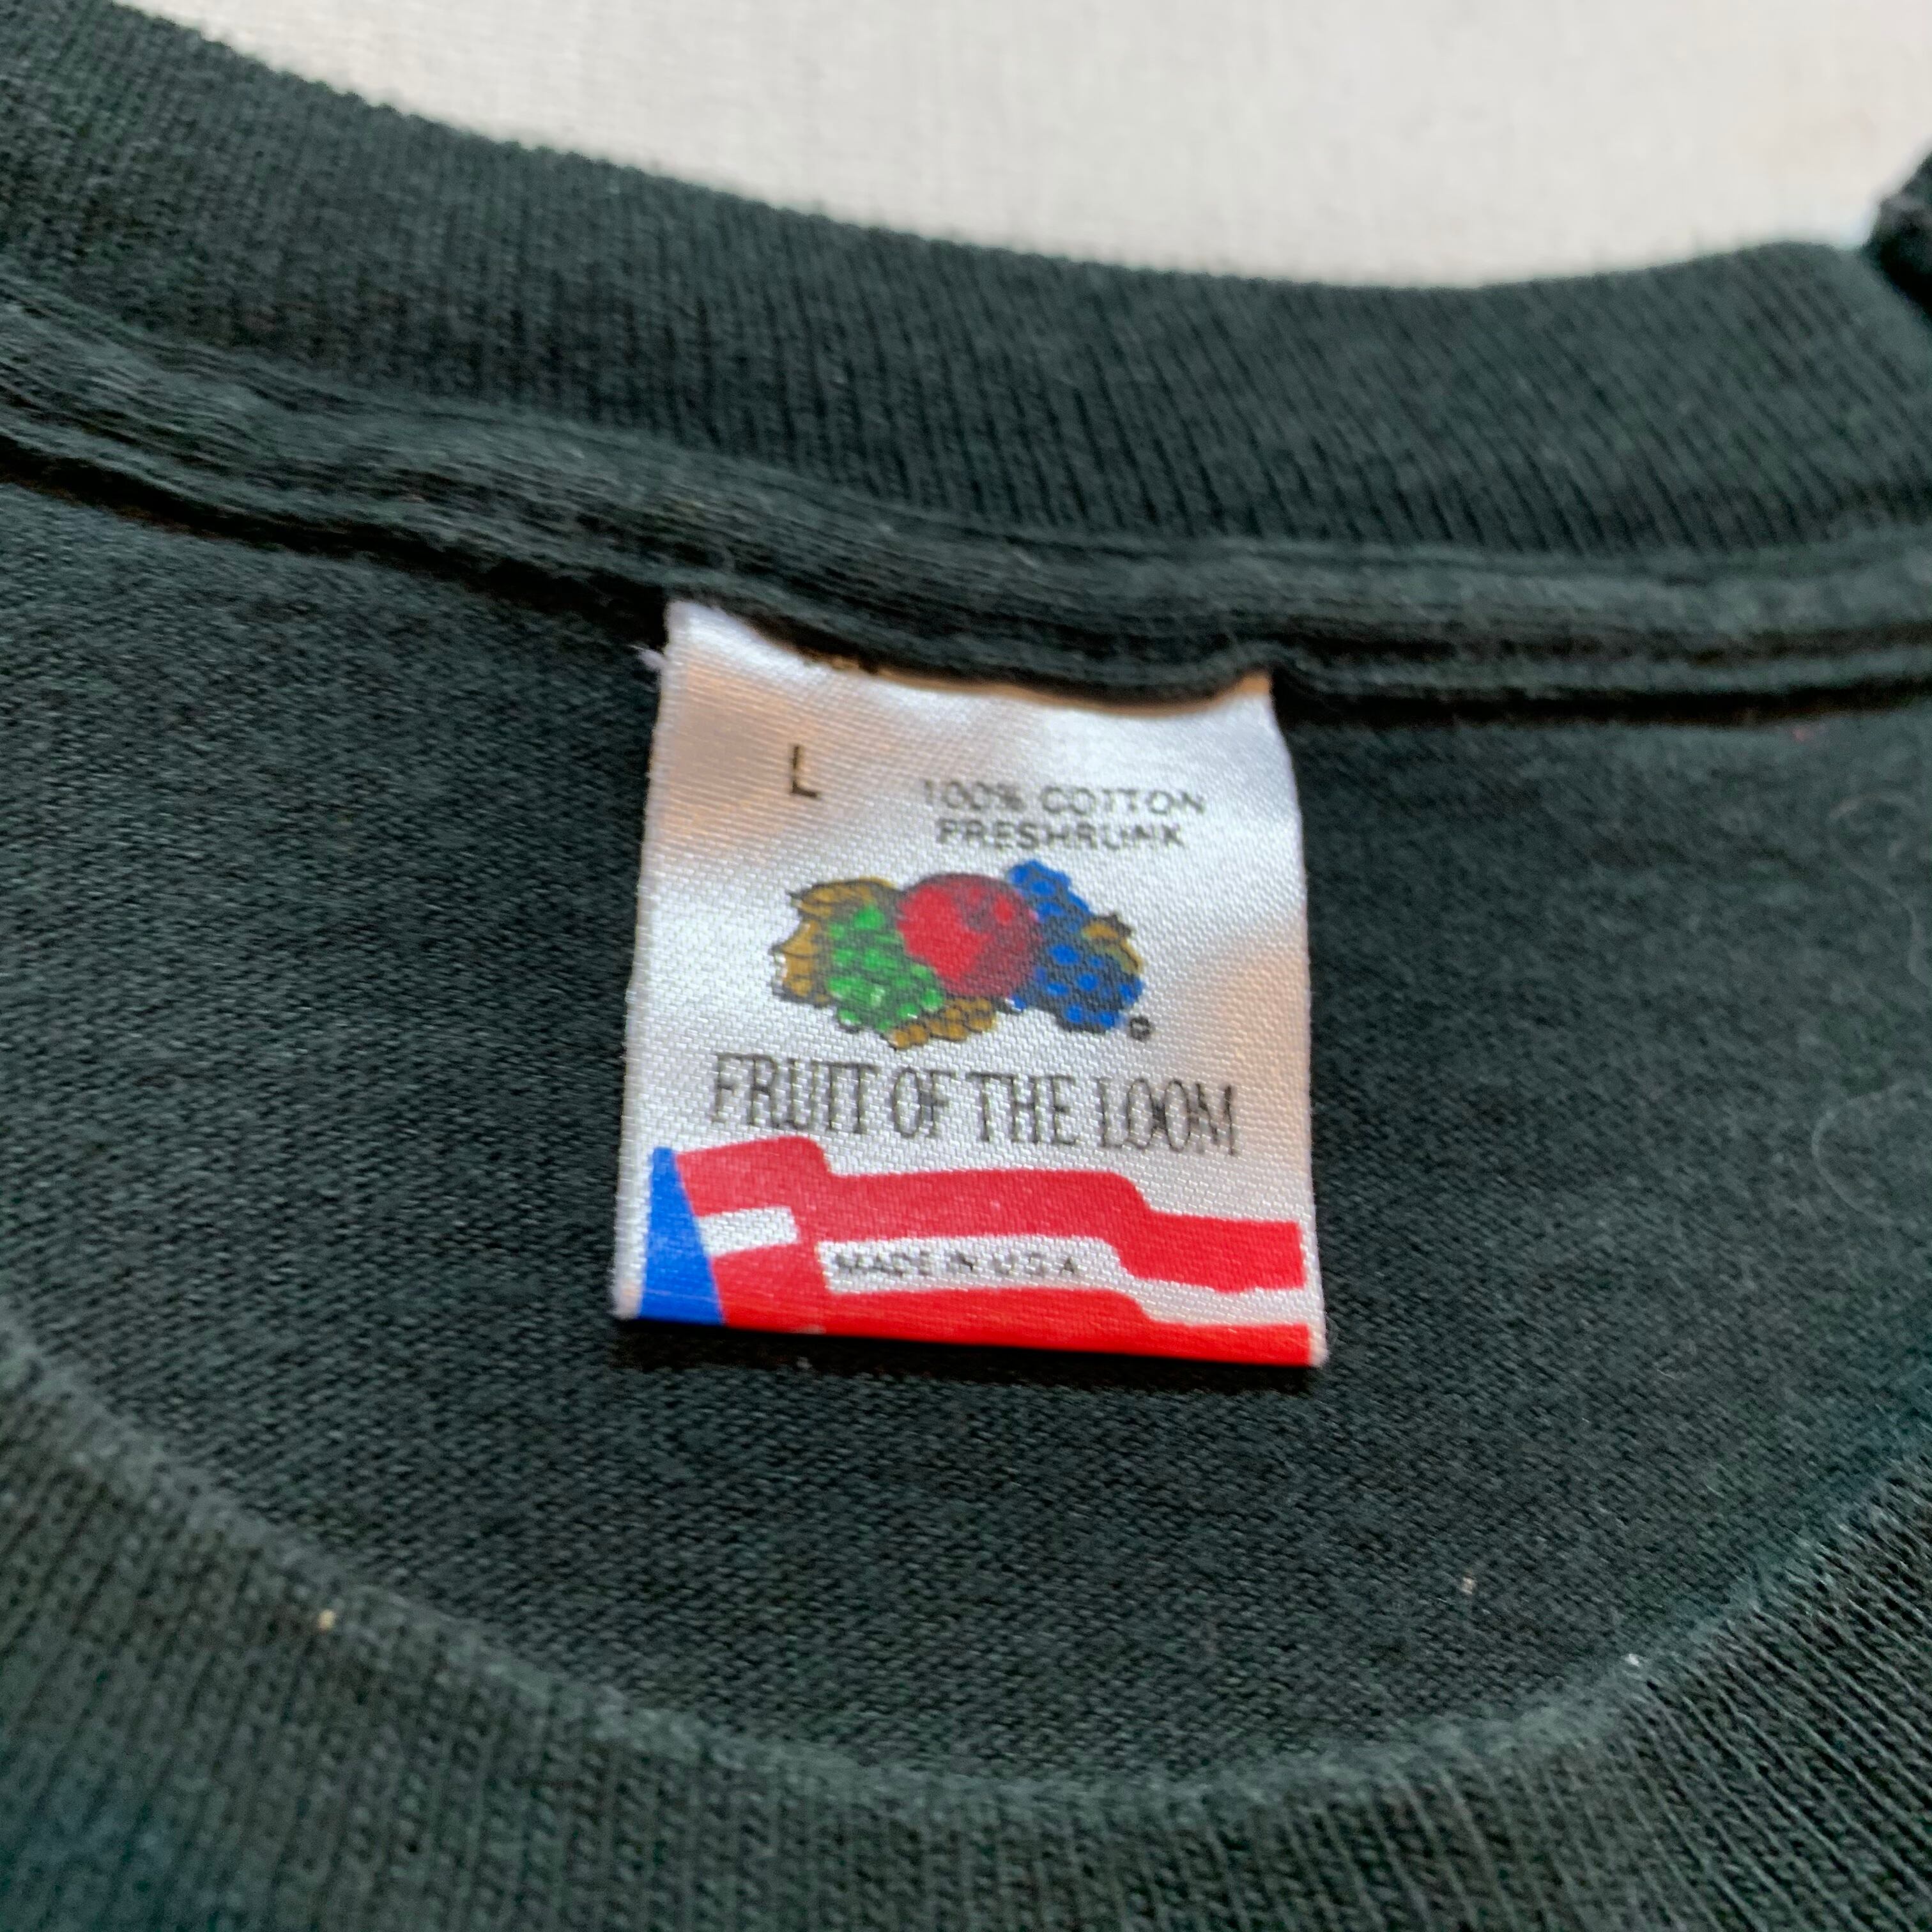 L
100% COTTON
PRESHRUNK
®
FRUIT OF THE LOOM
MADE IN U.S.A.